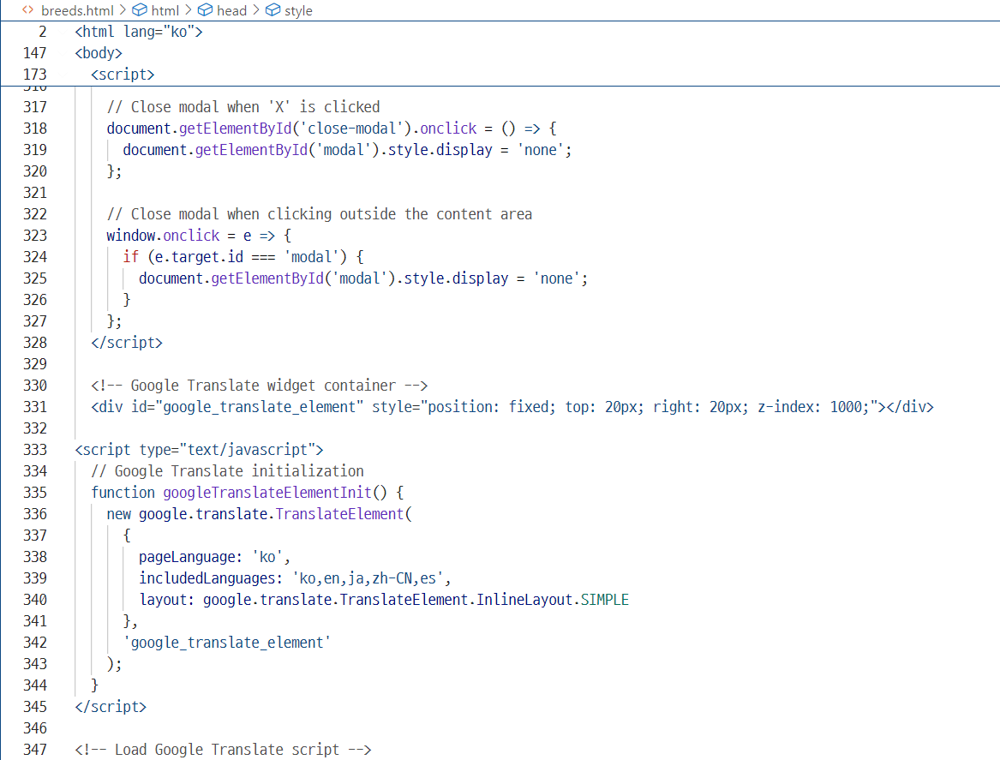 breeds.html > html > head > style
2 <html lang="ko">
147 <body>
173 <script>
317 // Close modal when 'X' is clicked
318 document.getElementById('close-modal').onclick = () => {
319 document.getElementById('modal').style.display = 'none';
320 };
321
322 // Close modal when clicking outside the content area
323 window.onclick = e => {
324 if (e.target.id === 'modal') {
325 document.getElementById('modal').style.display = 'none';
326 }
327 };
328 </script>
329
330 <!-- Google Translate widget container -->
331 <div id="google_translate_element" style="position: fixed; top: 20px; right: 20px; z-index: 1000;"></div>
332
333 <script type="text/javascript">
334 // Google Translate initialization
335 function googleTranslateElementInit() {
336 new google.translate.TranslateElement(
337 {
338 pageLanguage: 'ko',
339 includedLanguages: 'ko,en,ja,zh-CN,es',
340 layout: google.translate.TranslateElement.InlineLayout.SIMPLE
341 },
342 'google_translate_element'
343 );
344 }
345 </script>
346
347 <!-- Load Google Translate script -->